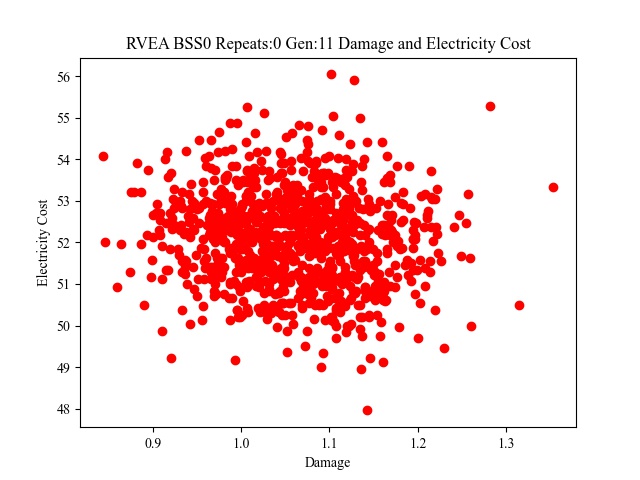 RVEA BSS0 Repeats:0 Gen:11 Damage and Electricity Cost
56
55
54
53
52
51
50
49
48
Electricity Cost
0.9 1.0 1.1 1.2 1.3
Damage